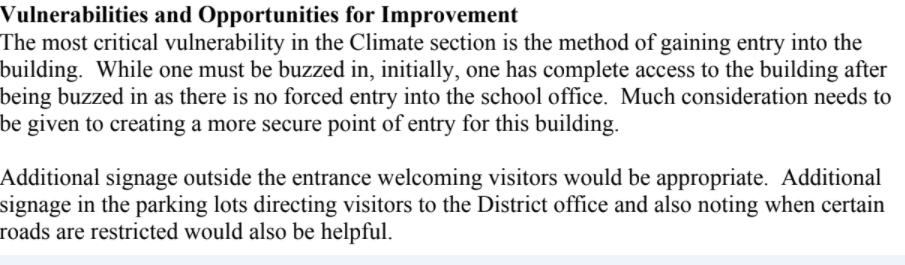 Vulnerabilities and Opportunities for Improvement
The most critical vulnerability in the Climate section is the method of gaining entry into the
building.  While one must be buzzed in, initially, one has complete access to the building after
being buzzed in as there is no forced entry into the school office.  Much consideration needs to
be given to creating a more secure point of entry for this building.
Additional signage outside the entrance welcoming visitors would be appropriate.  Additional
signage in the parking lots directing visitors to the District office and also noting when certain
roads are restricted would also be helpful.